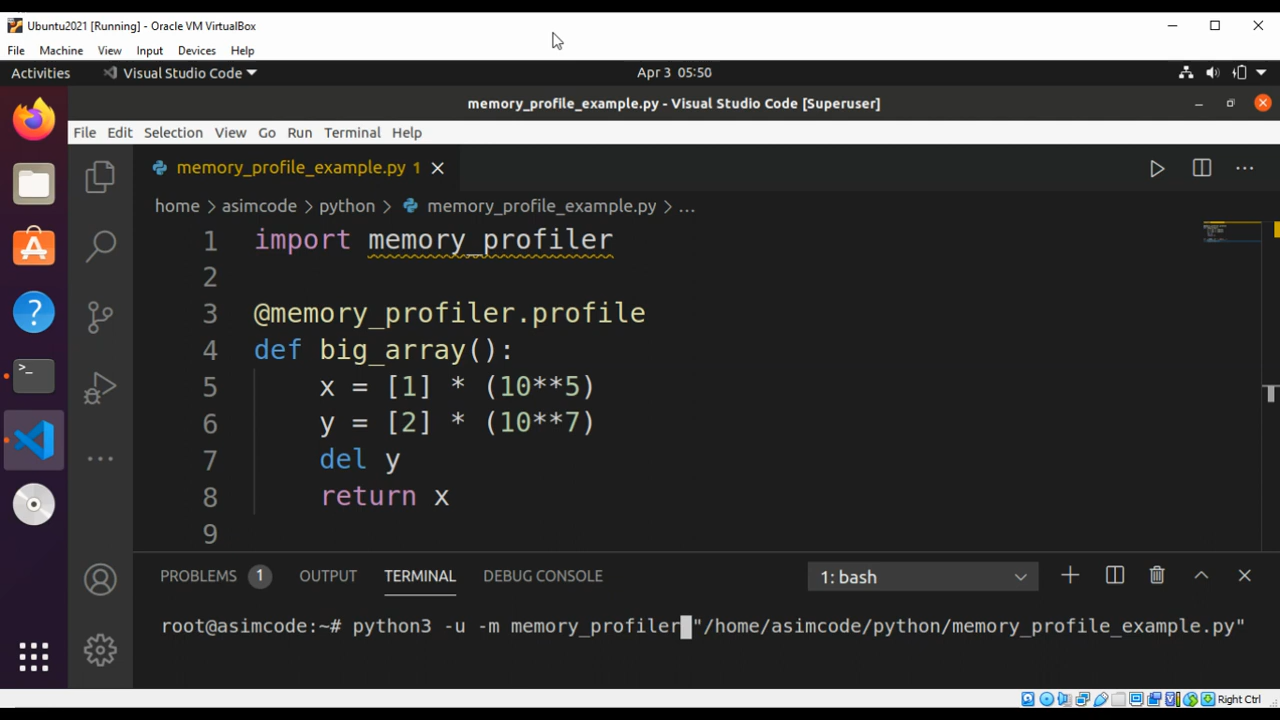 Ubuntu2021 [Running] - Oracle VM VirtualBox
File Machine View Input Devices Help
Activities Visual Studio Code Apr 3 05:50
memory_profile_example.py - Visual Studio Code [Superuser]
File Edit Selection View Go Run Terminal Help
memory_profile_example.py 1
home > asimcode > python > memory_profile_example.py > ...
1 import memory_profiler
2
3 @memory_profiler.profile
4 def big_array():
5 x = [1] * (10**5)
6 y = [2] * (10**7)
7 del y
8 return x
9
PROBLEMS 1 OUTPUT TERMINAL DEBUG CONSOLE 1: bash
root@asimcode:~# python3 -u -m memory_profiler "/home/asimcode/python/memory_profile_example.py"
Right Ctrl